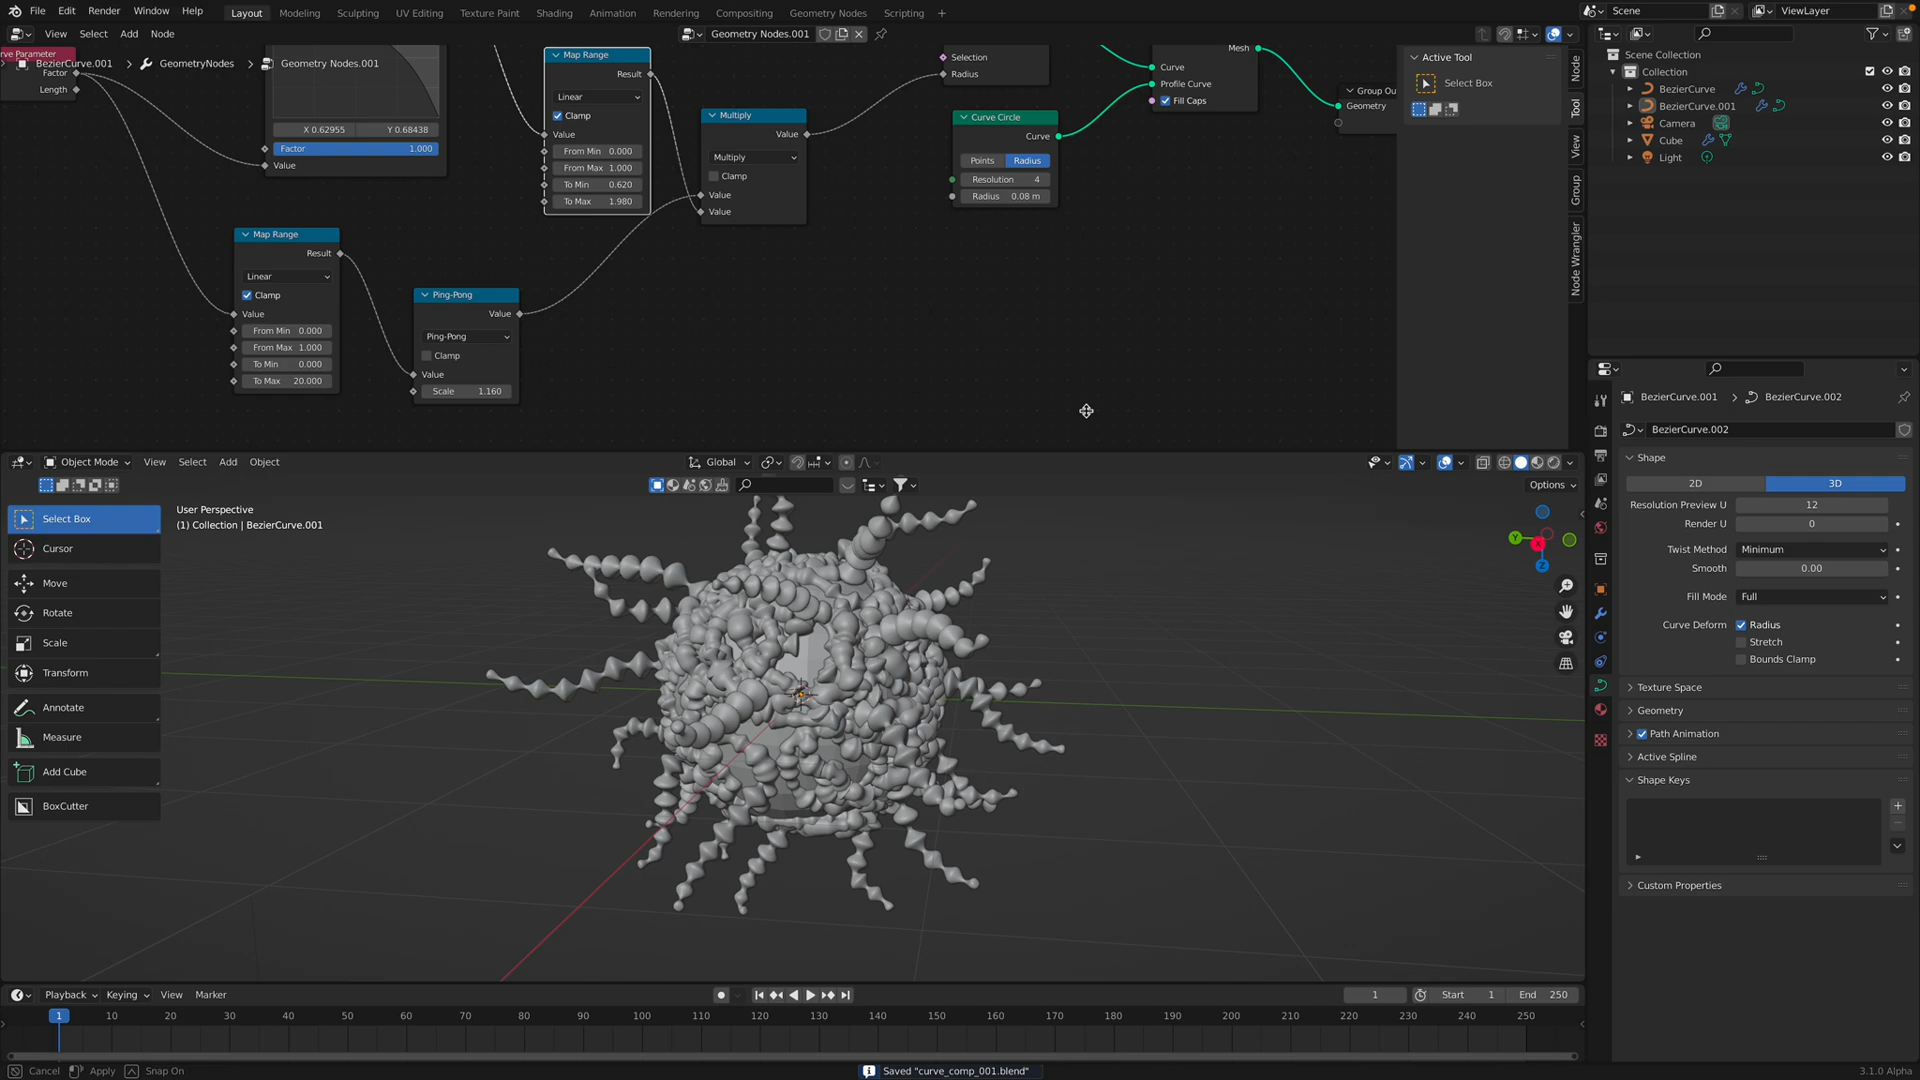 File Edit Render Window Help Layout Modeling Sculpting UV Editing Texture Paint Shading Animation Rendering Compositing Geometry Nodes Scripting + Scene ViewLayer
View Select Add Node Geometry Nodes.001
rve Parameter
Factor
Length
BezierCurve.001 > GeometryNodes > Geometry Nodes.001
X 0.62955 Y 0.68438
Factor 1.000
Value
Map Range
Result
Linear
Clamp
Value
From Min 0.000
From Max 1.000
To Min 0.620
To Max 1.980
Multiply
Value
Multiply
Clamp
Value
Value
Selection
Radius
Curve Circle
Curve
Points Radius
Resolution 4
Radius 0.08 m
Mesh
Curve
Profile Curve
Fill Caps
Group Ou
Geometry
Map Range
Result
Linear
Clamp
Value
From Min 0.000
From Max 1.000
To Min 0.000
To Max 20.000
Ping-Pong
Value
Ping-Pong
Clamp
Value
Scale 1.160
Active Tool
Select Box
Node
Tool
View
Group
Node Wrangler
Scene Collection
Collection
BezierCurve
BezierCurve.001
Camera
Cube
Light
Object Mode View Select Add Object Global
Options
Select Box
Cursor
Move
Rotate
Scale
Transform
Annotate
Measure
Add Cube
BoxCutter
User Perspective
(1) Collection | BezierCurve.001
Y
X
Z
BezierCurve.001 > BezierCurve.002
BezierCurve.002
Shape
2D 3D
Resolution Preview U 12
Render U 0
Twist Method Minimum
Smooth 0.00
Fill Mode Full
Curve Deform Radius
Stretch
Bounds Clamp
Texture Space
Geometry
Path Animation
Active Spline
Shape Keys
Custom Properties
Playback Keying View Marker 1 Start 1 End 250
1 10 20 30 40 50 60 70 80 90 100 110 120 130 140 150 160 170 180 190 200 210 220 230 240 250
Cancel Apply Snap On Saved "curve_comp_001.blend" 3.1.0 Alpha